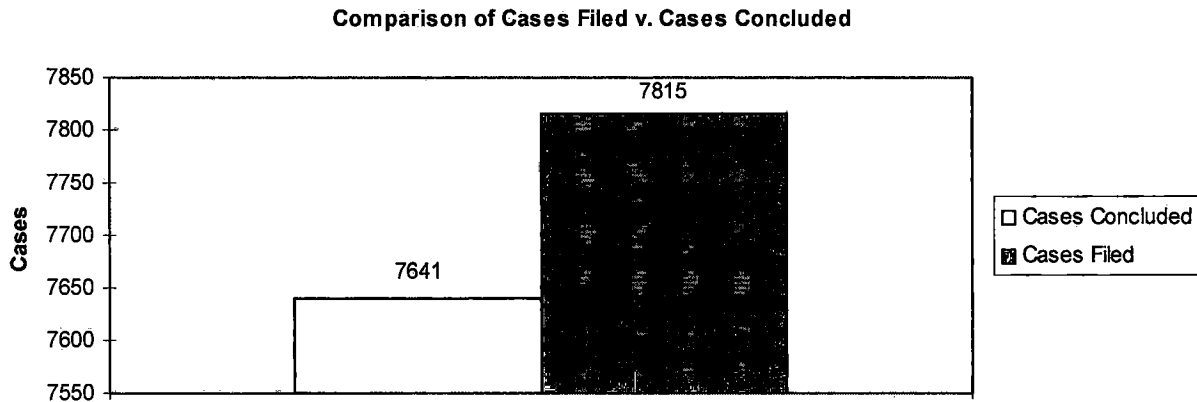 Comparison of Cases Filed v. Cases Concluded
7850
7800
7750
7700
7650
7600
7550
Cases
7641
7815
Cases Concluded
Cases Filed